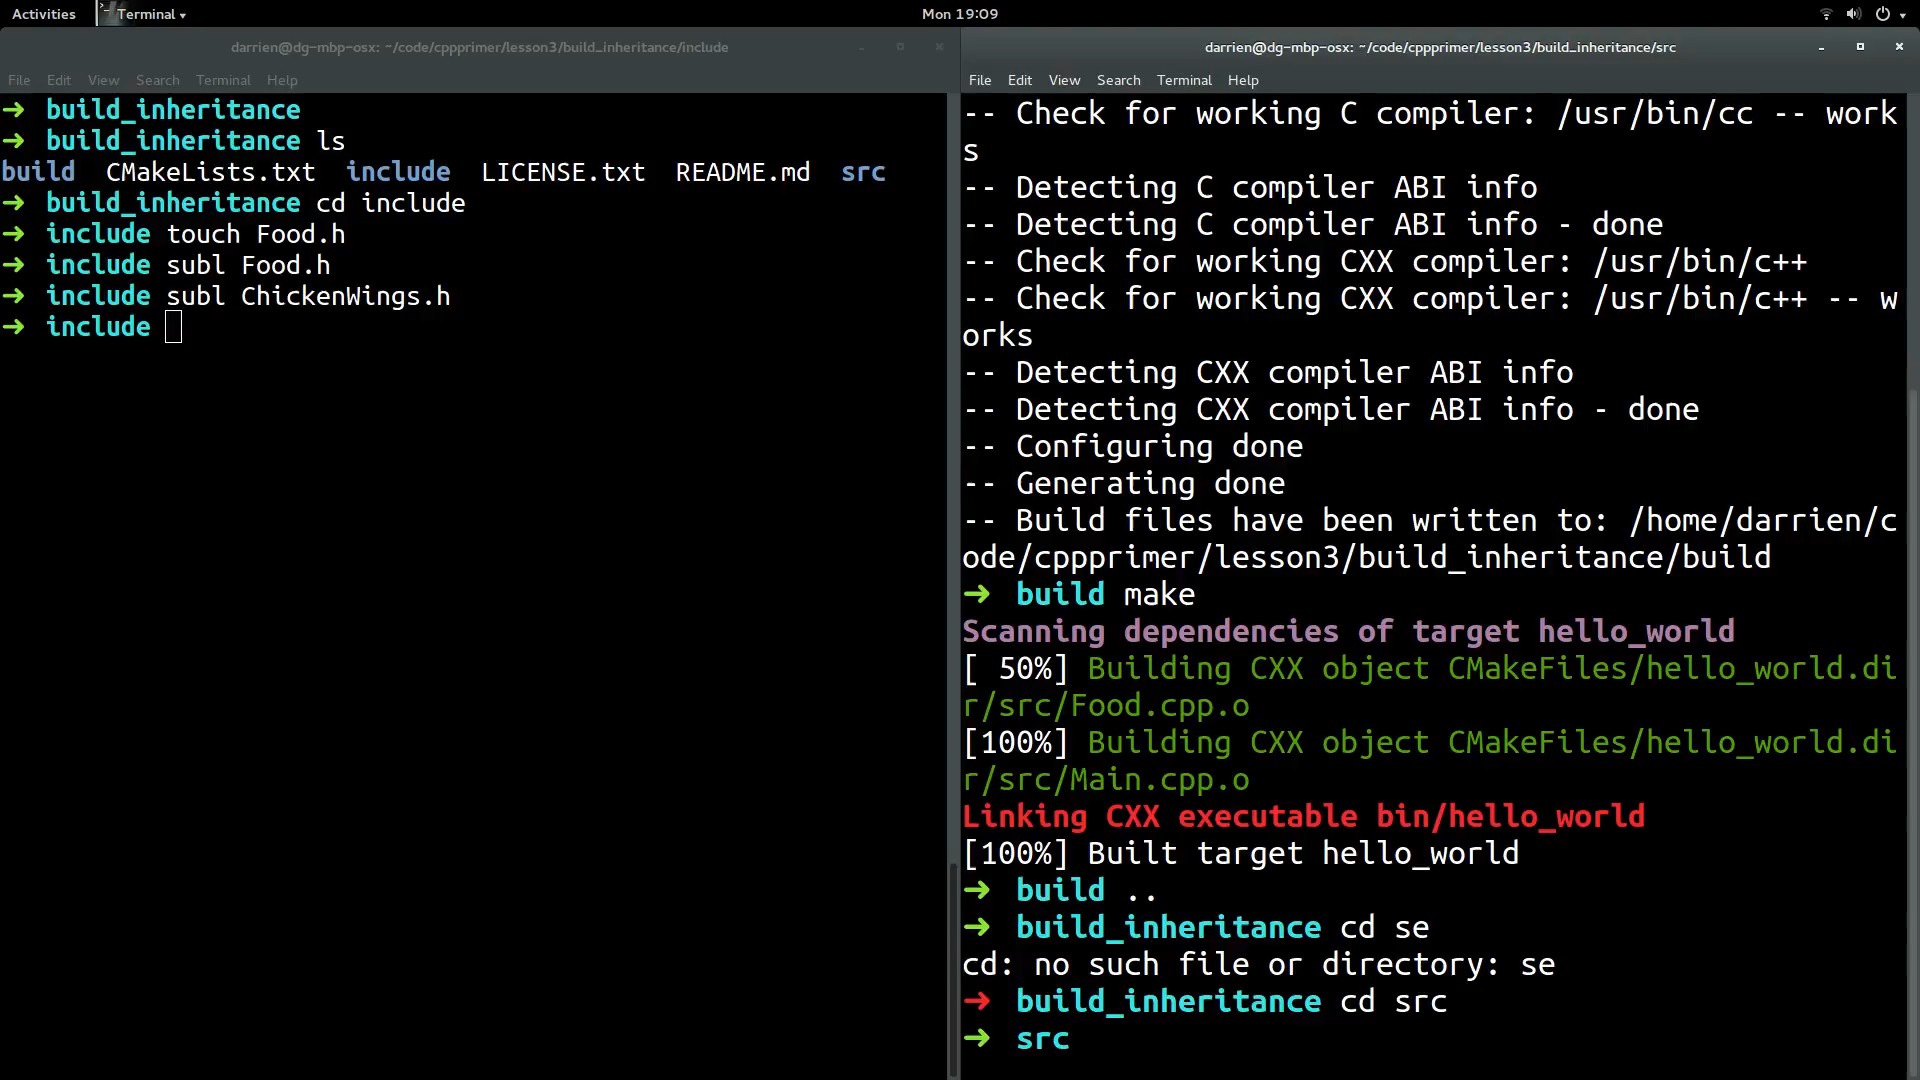 Activities Terminal Mon 19:09
darrien@dg-mbp-osx: ~/code/cppprimer/lesson3/build_inheritance/include
File Edit View Search Terminal Help
➜ build_inheritance
➜ build_inheritance ls
build CMakeLists.txt include LICENSE.txt README.md src
➜ build_inheritance cd include
➜ include touch Food.h
➜ include subl Food.h
➜ include subl ChickenWings.h
➜ include
darrien@dg-mbp-osx: ~/code/cppprimer/lesson3/build_inheritance/src
File Edit View Search Terminal Help
-- Check for working C compiler: /usr/bin/cc -- work
s
-- Detecting C compiler ABI info
-- Detecting C compiler ABI info - done
-- Check for working CXX compiler: /usr/bin/c++
-- Check for working CXX compiler: /usr/bin/c++ -- w
orks
-- Detecting CXX compiler ABI info
-- Detecting CXX compiler ABI info - done
-- Configuring done
-- Generating done
-- Build files have been written to: /home/darrien/c
ode/cppprimer/lesson3/build_inheritance/build
➜ build make
Scanning dependencies of target hello_world
[ 50%] Building CXX object CMakeFiles/hello_world.di
r/src/Food.cpp.o
[100%] Building CXX object CMakeFiles/hello_world.di
r/src/Main.cpp.o
Linking CXX executable bin/hello_world
[100%] Built target hello_world
➜ build ..
➜ build_inheritance cd se
cd: no such file or directory: se
➜ build_inheritance cd src
➜ src